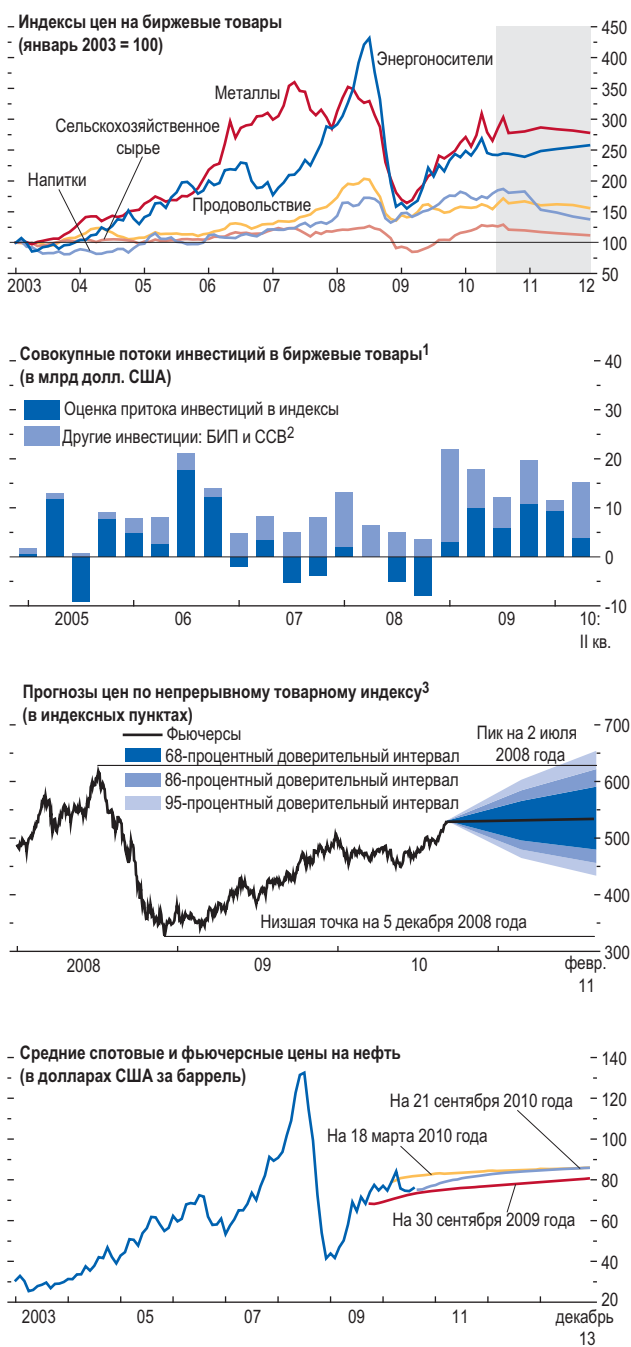 Индексы цен на биржевые товары
(январь 2003 = 100)
450
400
350
300
250
200
150
100
50
Энергоносители
Металлы
Сельскохозяйственное
сырье
Напитки
Продовольствие
2003 04 05 06 07 08 09 10 11 12
Совокупные потоки инвестиций в биржевые товары1
(в млрд долл. США)
Оценка притока инвестиций в индексы
Другие инвестиции: БИП и ССВ2
40
30
20
10
0
-10
2005 06 07 08 09 10:
II кв.
Прогнозы цен по непрерывному товарному индексу3
(в индексных пунктах)
Фьючерсы
68-процентный доверительный интервал
86-процентный доверительный интервал
95-процентный доверительный интервал
Пик на 2 июля
2008 года
700
600
500
400
300
Низшая точка на 5 декабря 2008 года
2008 09 10 февр.
11
Средние спотовые и фьючерсные цены на нефть
(в долларах США за баррель)
140
120
100
80
60
40
20
На 21 сентября 2010 года
На 18 марта 2010 года
На 30 сентября 2009 года
2003 05 07 09 11 декабрь
13